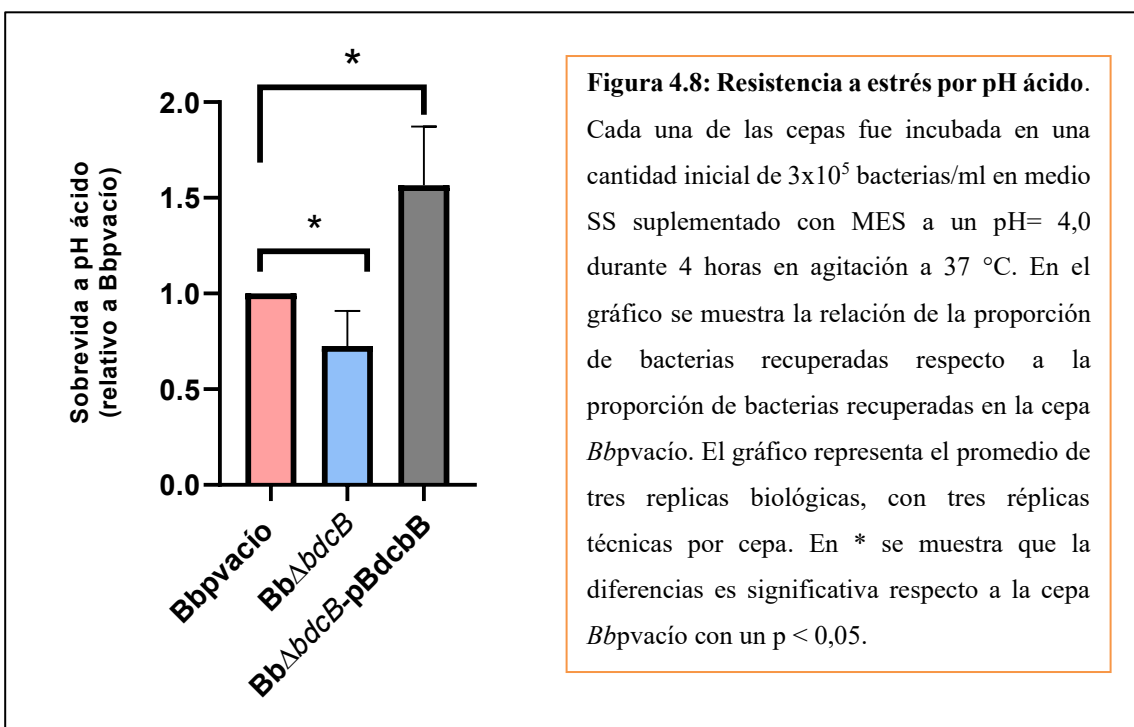 *
*
2.0
1.5
1.0
0.5
0.0
Sobrevida a pH ácido
(relativo a Bbpvacío)
Bbpvacío
Bb∆bdcB
Bb∆bdcB-pBdcbB
Figura 4.8: Resistencia a estrés por pH ácido.
Cada una de las cepas fue incubada en una
cantidad inicial de 3x10⁵ bacterias/ml en medio
SS suplementado con MES a un pH= 4,0
durante 4 horas en agitación a 37 °C. En el
gráfico se muestra la relación de la proporción
de bacterias recuperadas respecto a la
proporción de bacterias recuperadas en la cepa
Bbpvacío. El gráfico representa el promedio de
tres replicas biológicas, con tres réplicas
técnicas por cepa. En * se muestra que la
diferencias es significativa respecto a la cepa
Bbpvacío con un p < 0,05.